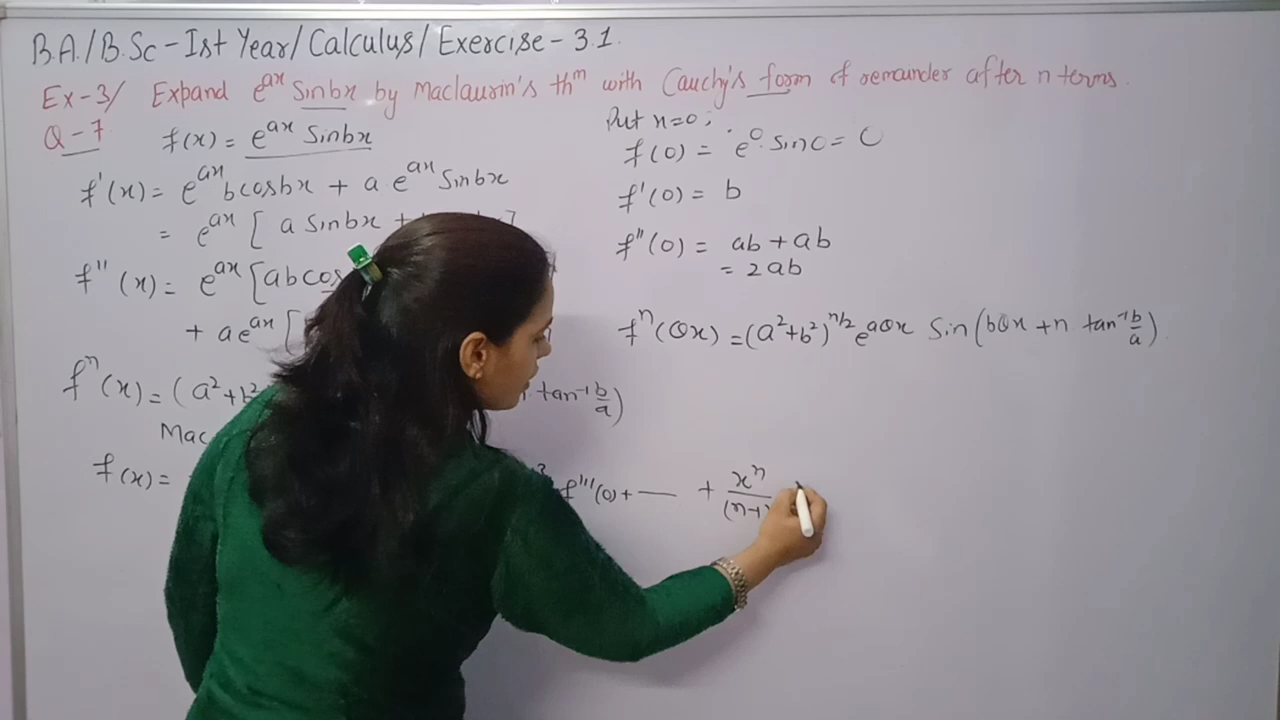 B.A./B.Sc - Ist Year/ Calculus/ Exercise - 3.1.
Ex-3/ Expand e^{ax} Sinbx by Maclaurin's th^m with Cauchy's form of remainder after n terms.
Q-7
f(x) = e^{ax} Sinbx
f'(x) = e^{ax} bcosbx + a e^{ax} Sinbx
= e^{ax} [ a Sinbx +
f''(x) = e^{ax} [abcos
+ a e^{ax} [
f^n(x) = (a²+b² tan⁻¹ b/a)
Mac
f(x) = f'''(0) + — + x^n/(n-1)
Put x=0;
f(0) = e^0. sin0 = 0
f'(0) = b
f''(0) = ab + ab
= 2ab
f^n(θx) = (a²+b²)^{n/2} e^{aθx} Sin(bθx + n tan⁻¹ b/a).